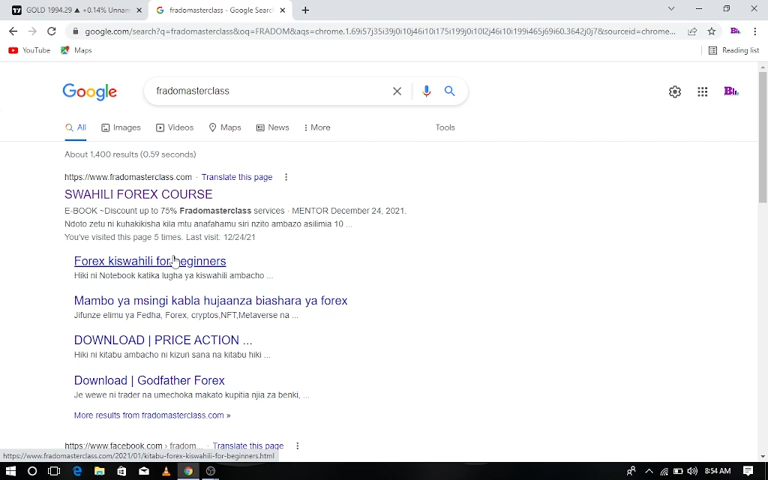 GOLD 1994.29 ▲ +0.14% Unnam
fradomasterclass - Google Search
google.com/search?q=fradomasterclass&oq=FRADOM&aqs=chrome.1.69i57j35i39j0i10j46i10i175i199j0i10l2j46i10i199i465j69i60.3642j0j7&sourceid=chrome...
YouTube
Maps
Reading list
Google
fradomasterclass
All
Images
Videos
Maps
News
More
Tools
About 1,400 results (0.59 seconds)
https://www.fradomasterclass.com · Translate this page
SWAHILI FOREX COURSE
E-BOOK ~Discount up to 75% Fradomasterclass services · MENTOR December 24, 2021.
Ndoto zetu ni kuhakikisha kila mtu anafahamu siri nzito ambazo asilimia 10 ...
You've visited this page 5 times. Last visit: 12/24/21
Forex kiswahili for beginners
Hiki ni Notebook katika lugha ya kiswahili ambacho ...
Mambo ya msingi kabla hujaanza biashara ya forex
Jifunze elimu ya Fedha, Forex, cryptos,NFT,Metaverse na ...
DOWNLOAD | PRICE ACTION ...
Hiki ni kitabu ambacho ni kizuri sana na kitabu hiki ...
Download | Godfather Forex
Je wewe ni trader na umechoka makato kupitia njia za benki, ...
More results from fradomasterclass.com »
https://www.facebook.com › fradom... · Translate this page
https://www.fradomasterclass.com/2021/01/kitabu-forex-kiswahili-for-beginners.html
8:54 AM